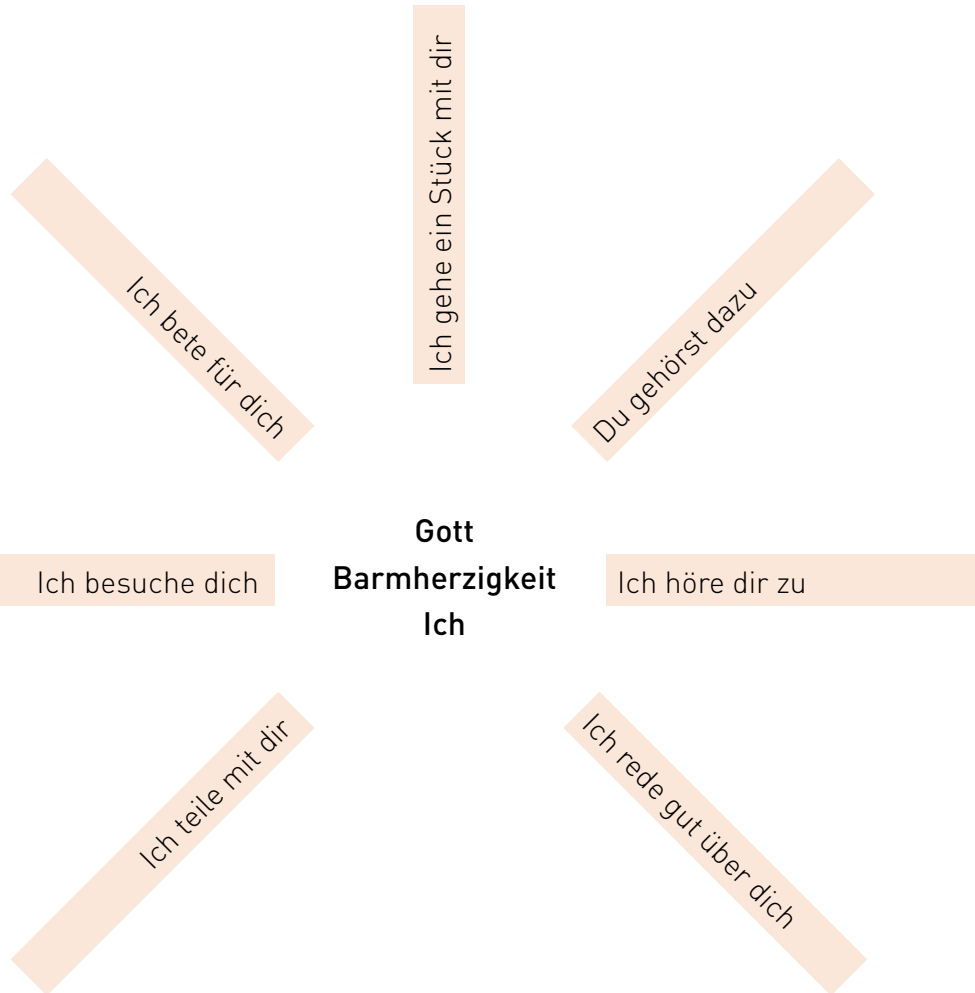 Ich gehe ein Stück mit dir
Ich bete für dich
Du gehörst dazu
Gott
Barmherzigkeit
Ich
Ich besuche dich
Ich höre dir zu
Ich teile mit dir
Ich rede gut über dich